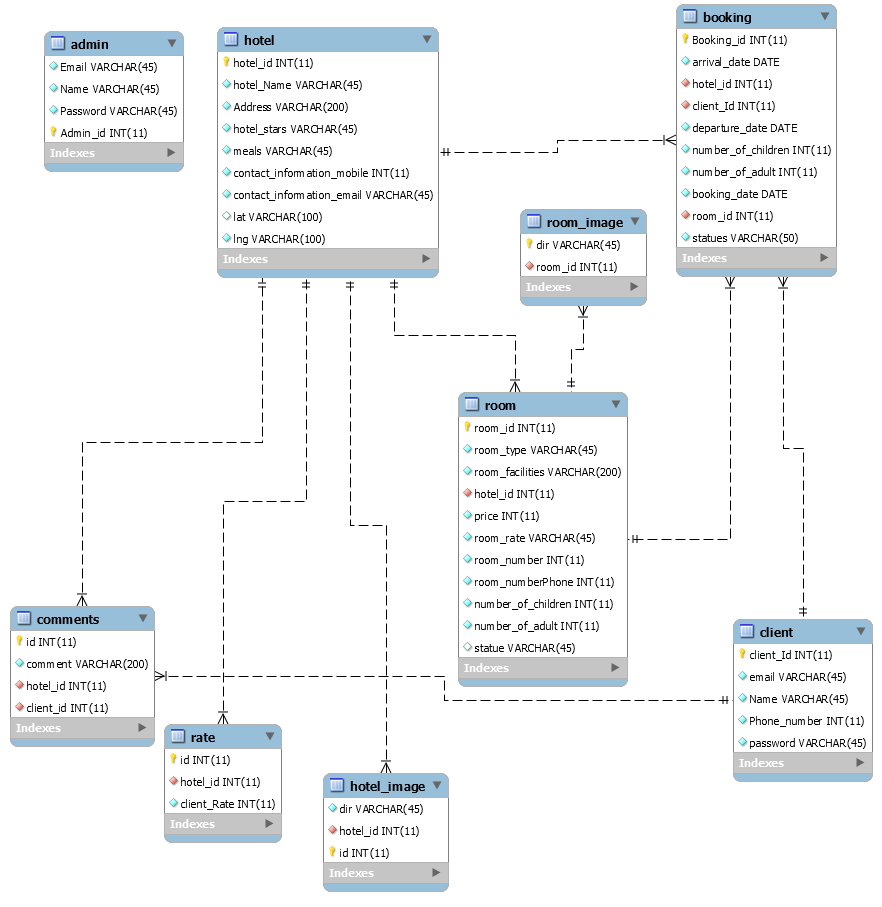 admin
Email VARCHAR(45)
Name VARCHAR(45)
Password VARCHAR(45)
Admin_id INT(11)
Indexes
hotel
hotel_id INT(11)
hotel_Name VARCHAR(45)
Address VARCHAR(200)
hotel_stars VARCHAR(45)
meals VARCHAR(45)
contact_information_mobile INT(11)
contact_information_email VARCHAR(45)
lat VARCHAR(100)
lng VARCHAR(100)
Indexes
booking
Booking_id INT(11)
arrival_date DATE
hotel_id INT(11)
client_Id INT(11)
departure_date DATE
number_of_children INT(11)
number_of_adult INT(11)
booking_date DATE
room_id INT(11)
statues VARCHAR(50)
Indexes
room_image
dir VARCHAR(45)
room_id INT(11)
Indexes
room
room_id INT(11)
room_type VARCHAR(45)
room_facilities VARCHAR(200)
hotel_id INT(11)
price INT(11)
room_rate VARCHAR(45)
room_number INT(11)
room_numberPhone INT(11)
number_of_children INT(11)
number_of_adult INT(11)
statue VARCHAR(45)
Indexes
comments
id INT(11)
comment VARCHAR(200)
hotel_id INT(11)
client_id INT(11)
Indexes
client
client_Id INT(11)
email VARCHAR(45)
Name VARCHAR(45)
Phone_number INT(11)
password VARCHAR(45)
Indexes
rate
id INT(11)
hotel_id INT(11)
client_Rate INT(11)
Indexes
hotel_image
dir VARCHAR(45)
hotel_id INT(11)
id INT(11)
Indexes